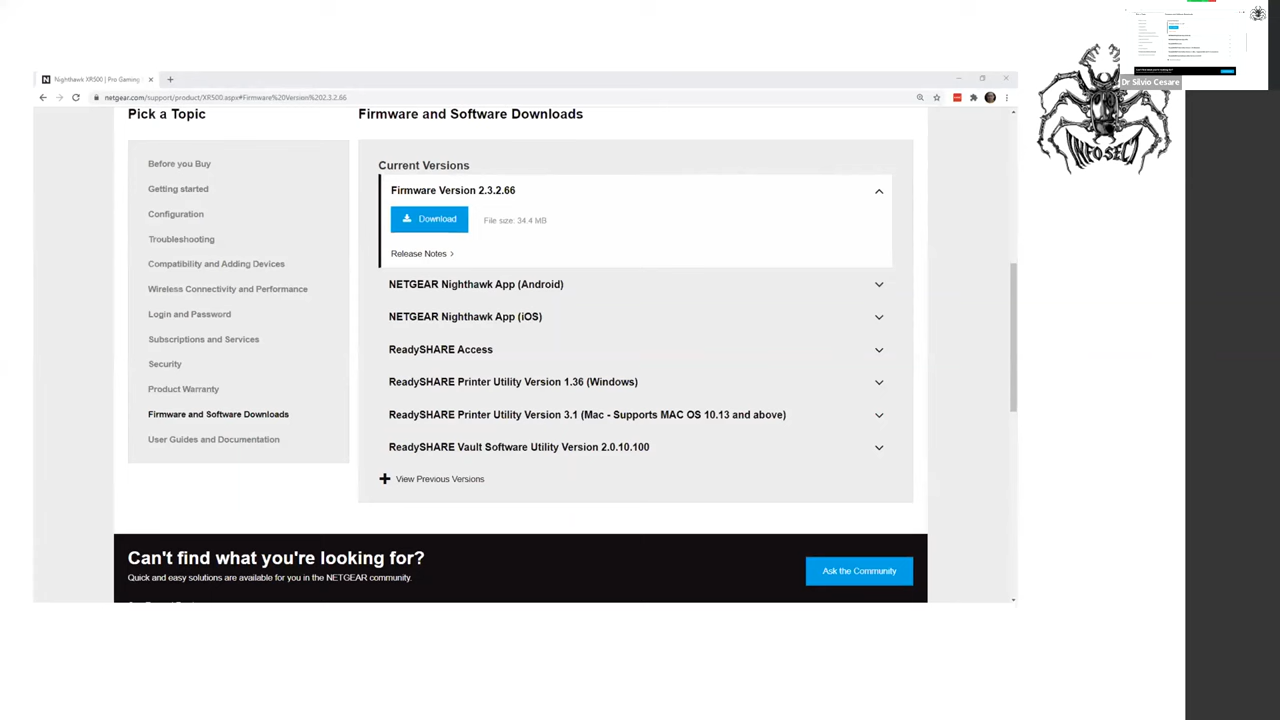 Nighthawk XR500 | Pro Gaming
netgear.com/support/product/XR500.aspx#Firmware%20Version%202.3.2.66
Pick a Topic
Before you Buy
Getting started
Configuration
Troubleshooting
Compatibility and Adding Devices
Wireless Connectivity and Performance
Login and Password
Subscriptions and Services
Security
Product Warranty
Firmware and Software Downloads
User Guides and Documentation
Firmware and Software Downloads
Current Versions
Firmware Version 2.3.2.66
Download File size: 34.4 MB
Release Notes
NETGEAR Nighthawk App (Android)
NETGEAR Nighthawk App (iOS)
ReadySHARE Access
ReadySHARE Printer Utility Version 1.36 (Windows)
ReadySHARE Printer Utility Version 3.1 (Mac - Supports MAC OS 10.13 and above)
ReadySHARE Vault Software Utility Version 2.0.10.100
View Previous Versions
Can't find what you're looking for?
Quick and easy solutions are available for you in the NETGEAR community.
Ask the Community
Dr Silvio Cesare
INFOSECT